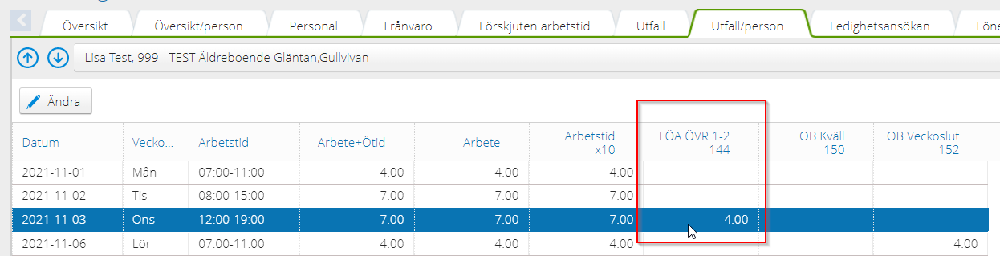 Översikt Översikt/person Personal Frånvaro Förskjuten arbetstid Utfall Utfall/person Ledighetsansökan Löne
Lisa Test, 999 - TEST Äldreboende Gläntan,Gullvivan
Ändra
Datum Vecko... Arbetstid Arbete+Ötid Arbete Arbetstid x10 FÖA ÖVR 1-2 144 OB Kväll 150 OB Veckoslut 152
2021-11-01 Mån 07:00-11:00 4.00 4.00 4.00
2021-11-02 Tis 08:00-15:00 7.00 7.00 7.00
2021-11-03 Ons 12:00-19:00 7.00 7.00 7.00 4.00
2021-11-06 Lör 07:00-11:00 4.00 4.00 4.00 4.00